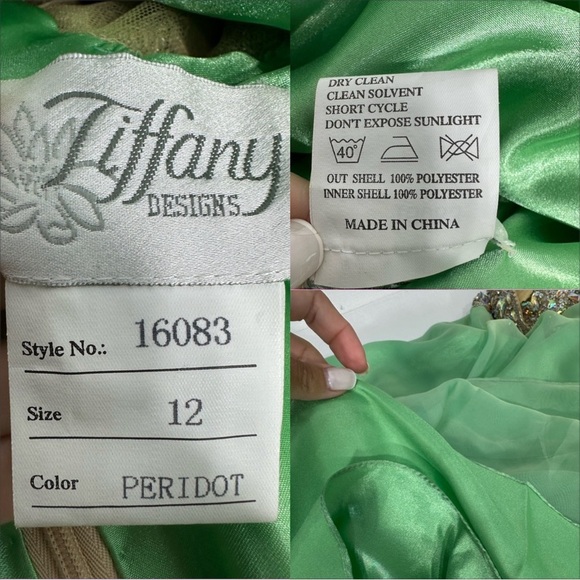 Tiffany
DESIGNS
Style No.: 16083
Size 12
Color PERIDOT
DRY CLEAN
CLEAN SOLVENT
SHORT CYCLE
DON'T EXPOSE SUNLIGHT
40°
OUT SHELL 100% POLYESTER
INNER SHELL 100% POLYESTER
MADE IN CHINA